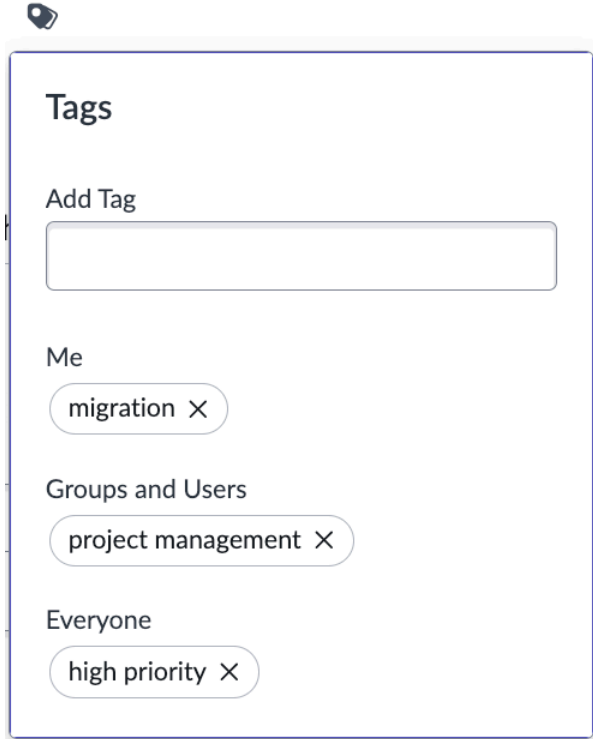 Tags
Add Tag
Me
migration
Groups and Users
project management
Everyone
high priority